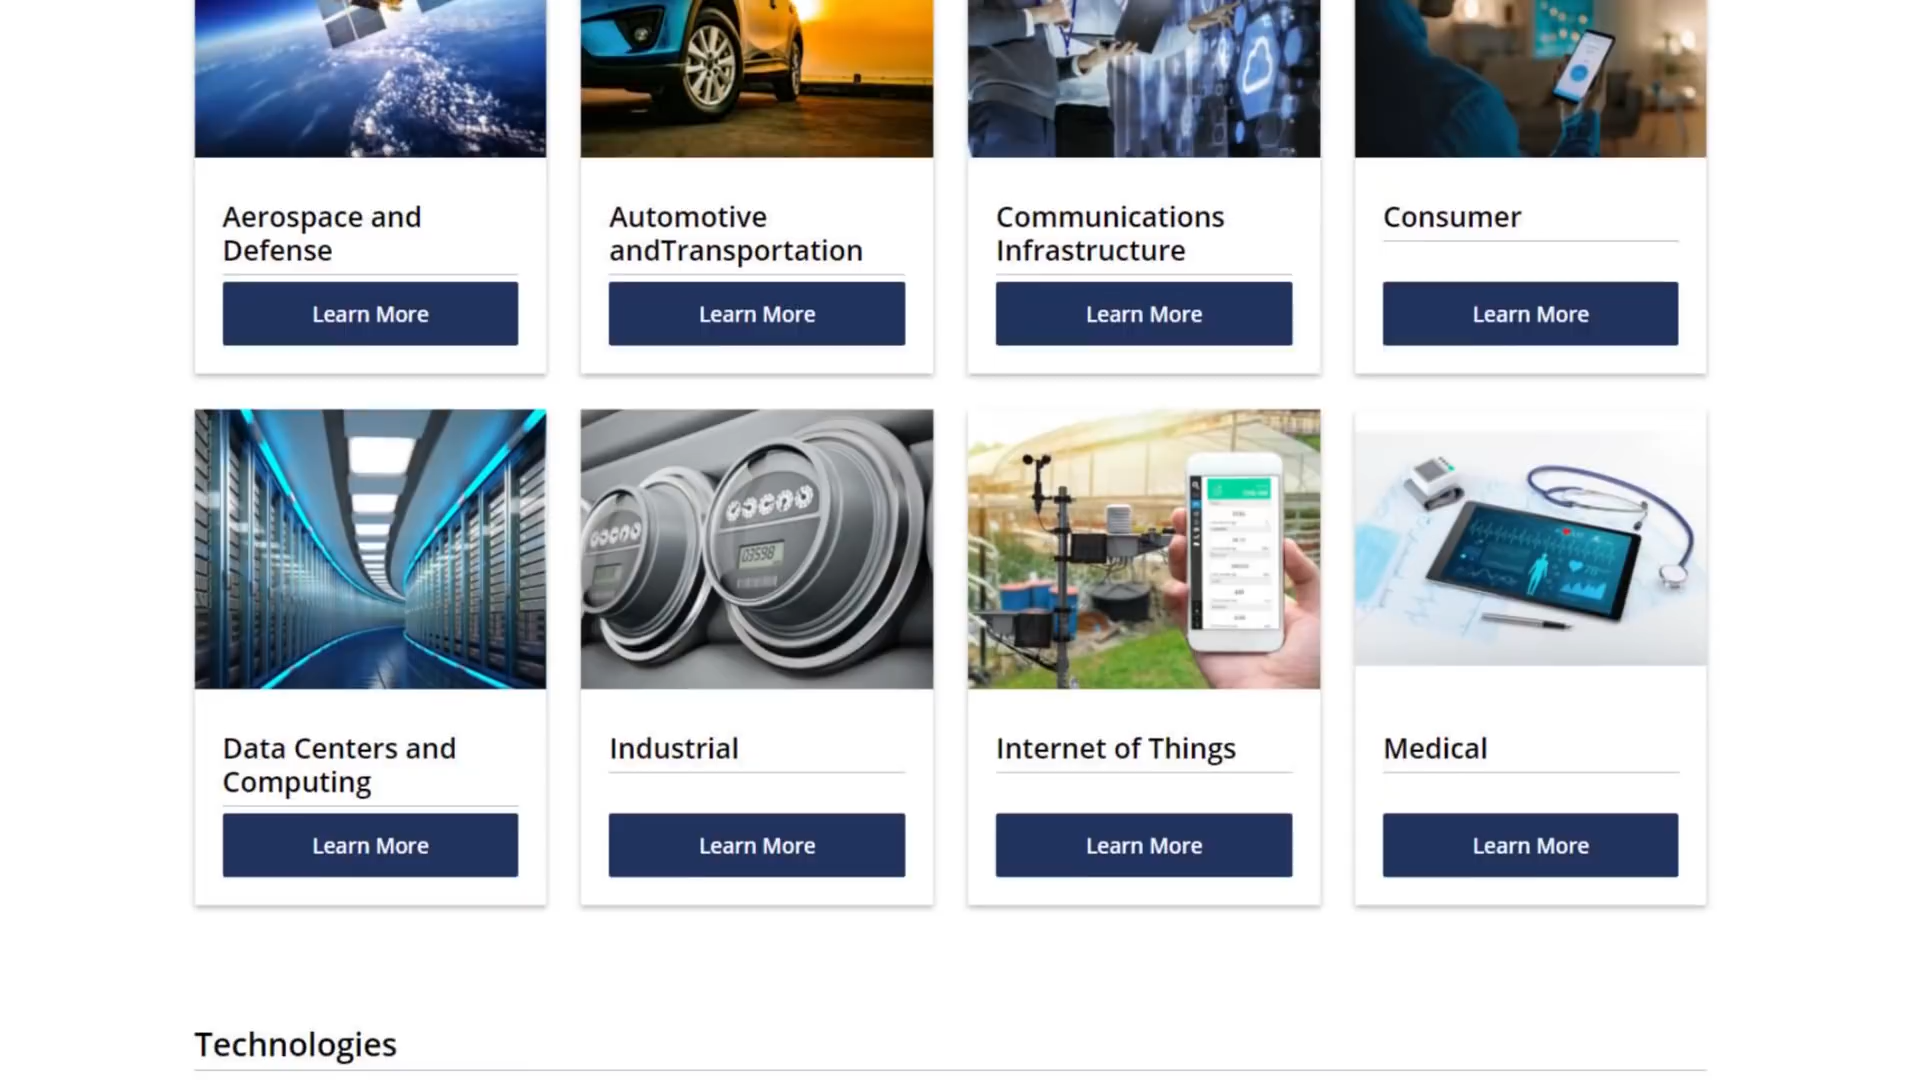 Aerospace and
Defense
Learn More
Automotive
andTransportation
Learn More
Communications
Infrastructure
Learn More
Consumer
Learn More
03598
Data Centers and
Computing
Learn More
Industrial
Learn More
Internet of Things
Learn More
Medical
Learn More
Technologies